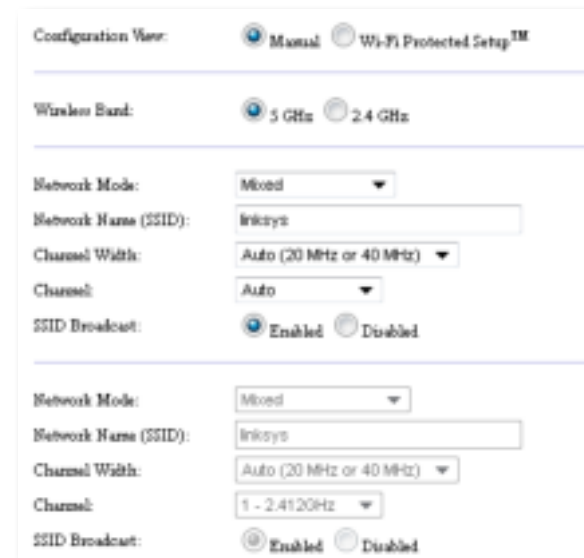 Configuration View: Manual Wi-Fi Protected Setup™
Wireless Band: 5 GHz 2.4 GHz
Network Mode: Mixed
Network Name (SSID): linksys
Channel Width: Auto (20 MHz or 40 MHz)
Channel: Auto
SSID Broadcast: Enabled Disabled
Network Mode: Mixed
Network Name (SSID): linksys
Channel Width: Auto (20 MHz or 40 MHz)
Channel: 1 - 2.412GHz
SSID Broadcast: Enabled Disabled